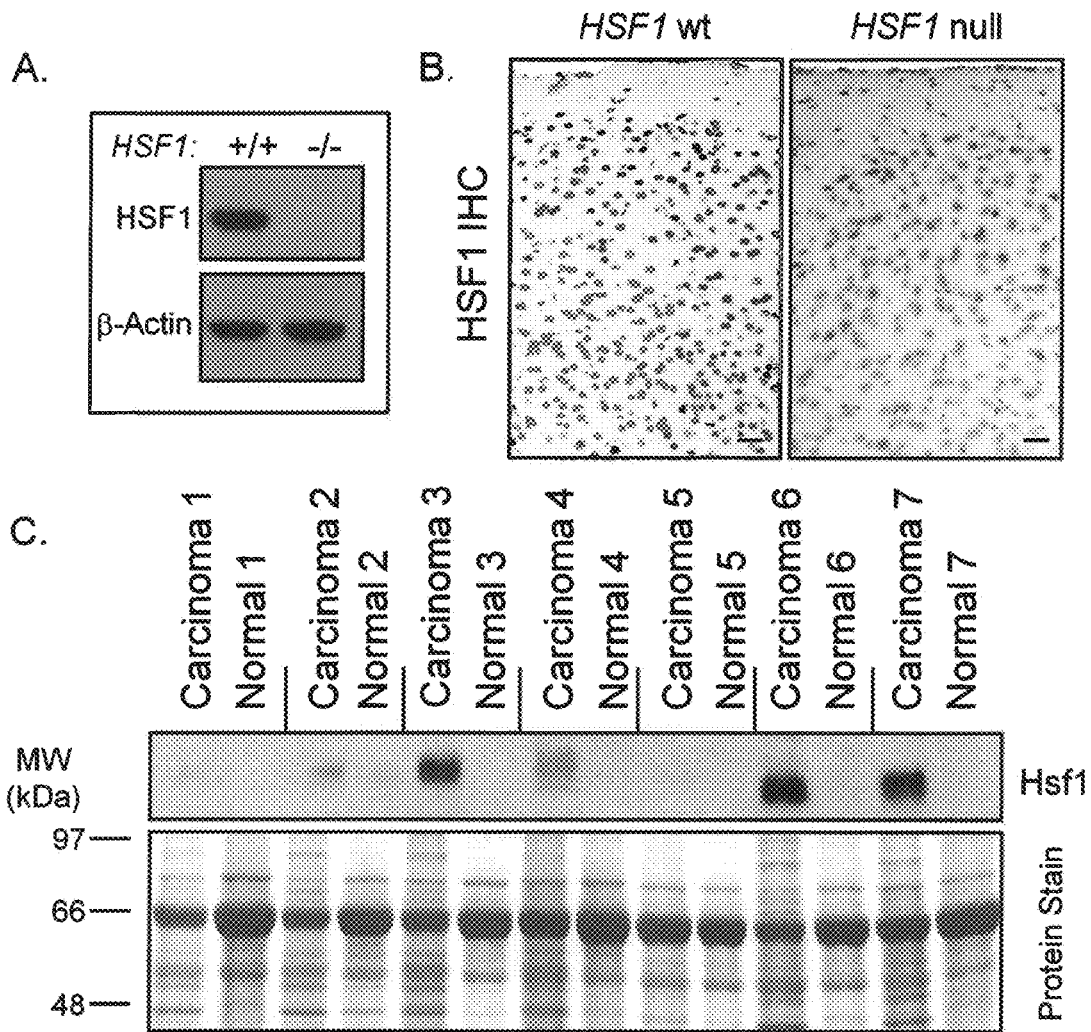 A.
HSF1: +/+ -/-
HSF1
β-Actin
B.
HSF1 wt
HSF1 null
HSF1 IHC
C.
Carcinoma 1
Normal 1
Carcinoma 2
Normal 2
Carcinoma 3
Normal 3
Carcinoma 4
Normal 4
Carcinoma 5
Normal 5
Carcinoma 6
Normal 6
Carcinoma 7
Normal 7
MW
(kDa)
Hsf1
97
66
48
Protein Stain